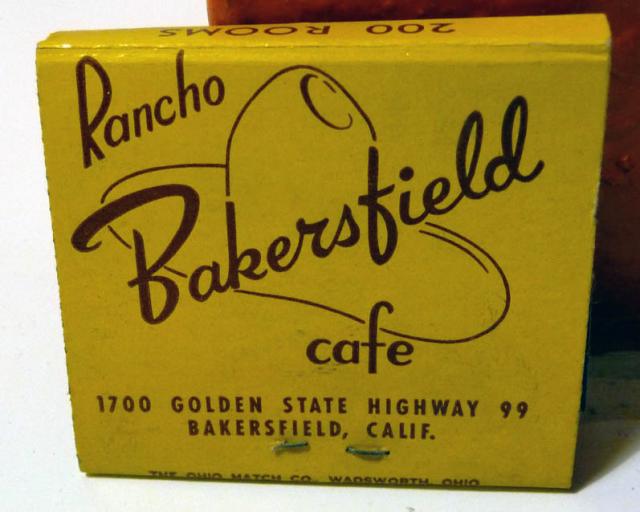 200 ROOMS
Rancho
Bakersfield
cafe
1700 GOLDEN STATE HIGHWAY 99
BAKERSFIELD, CALIF.
THE OHIO MATCH CO., WADSWORTH, OHIO